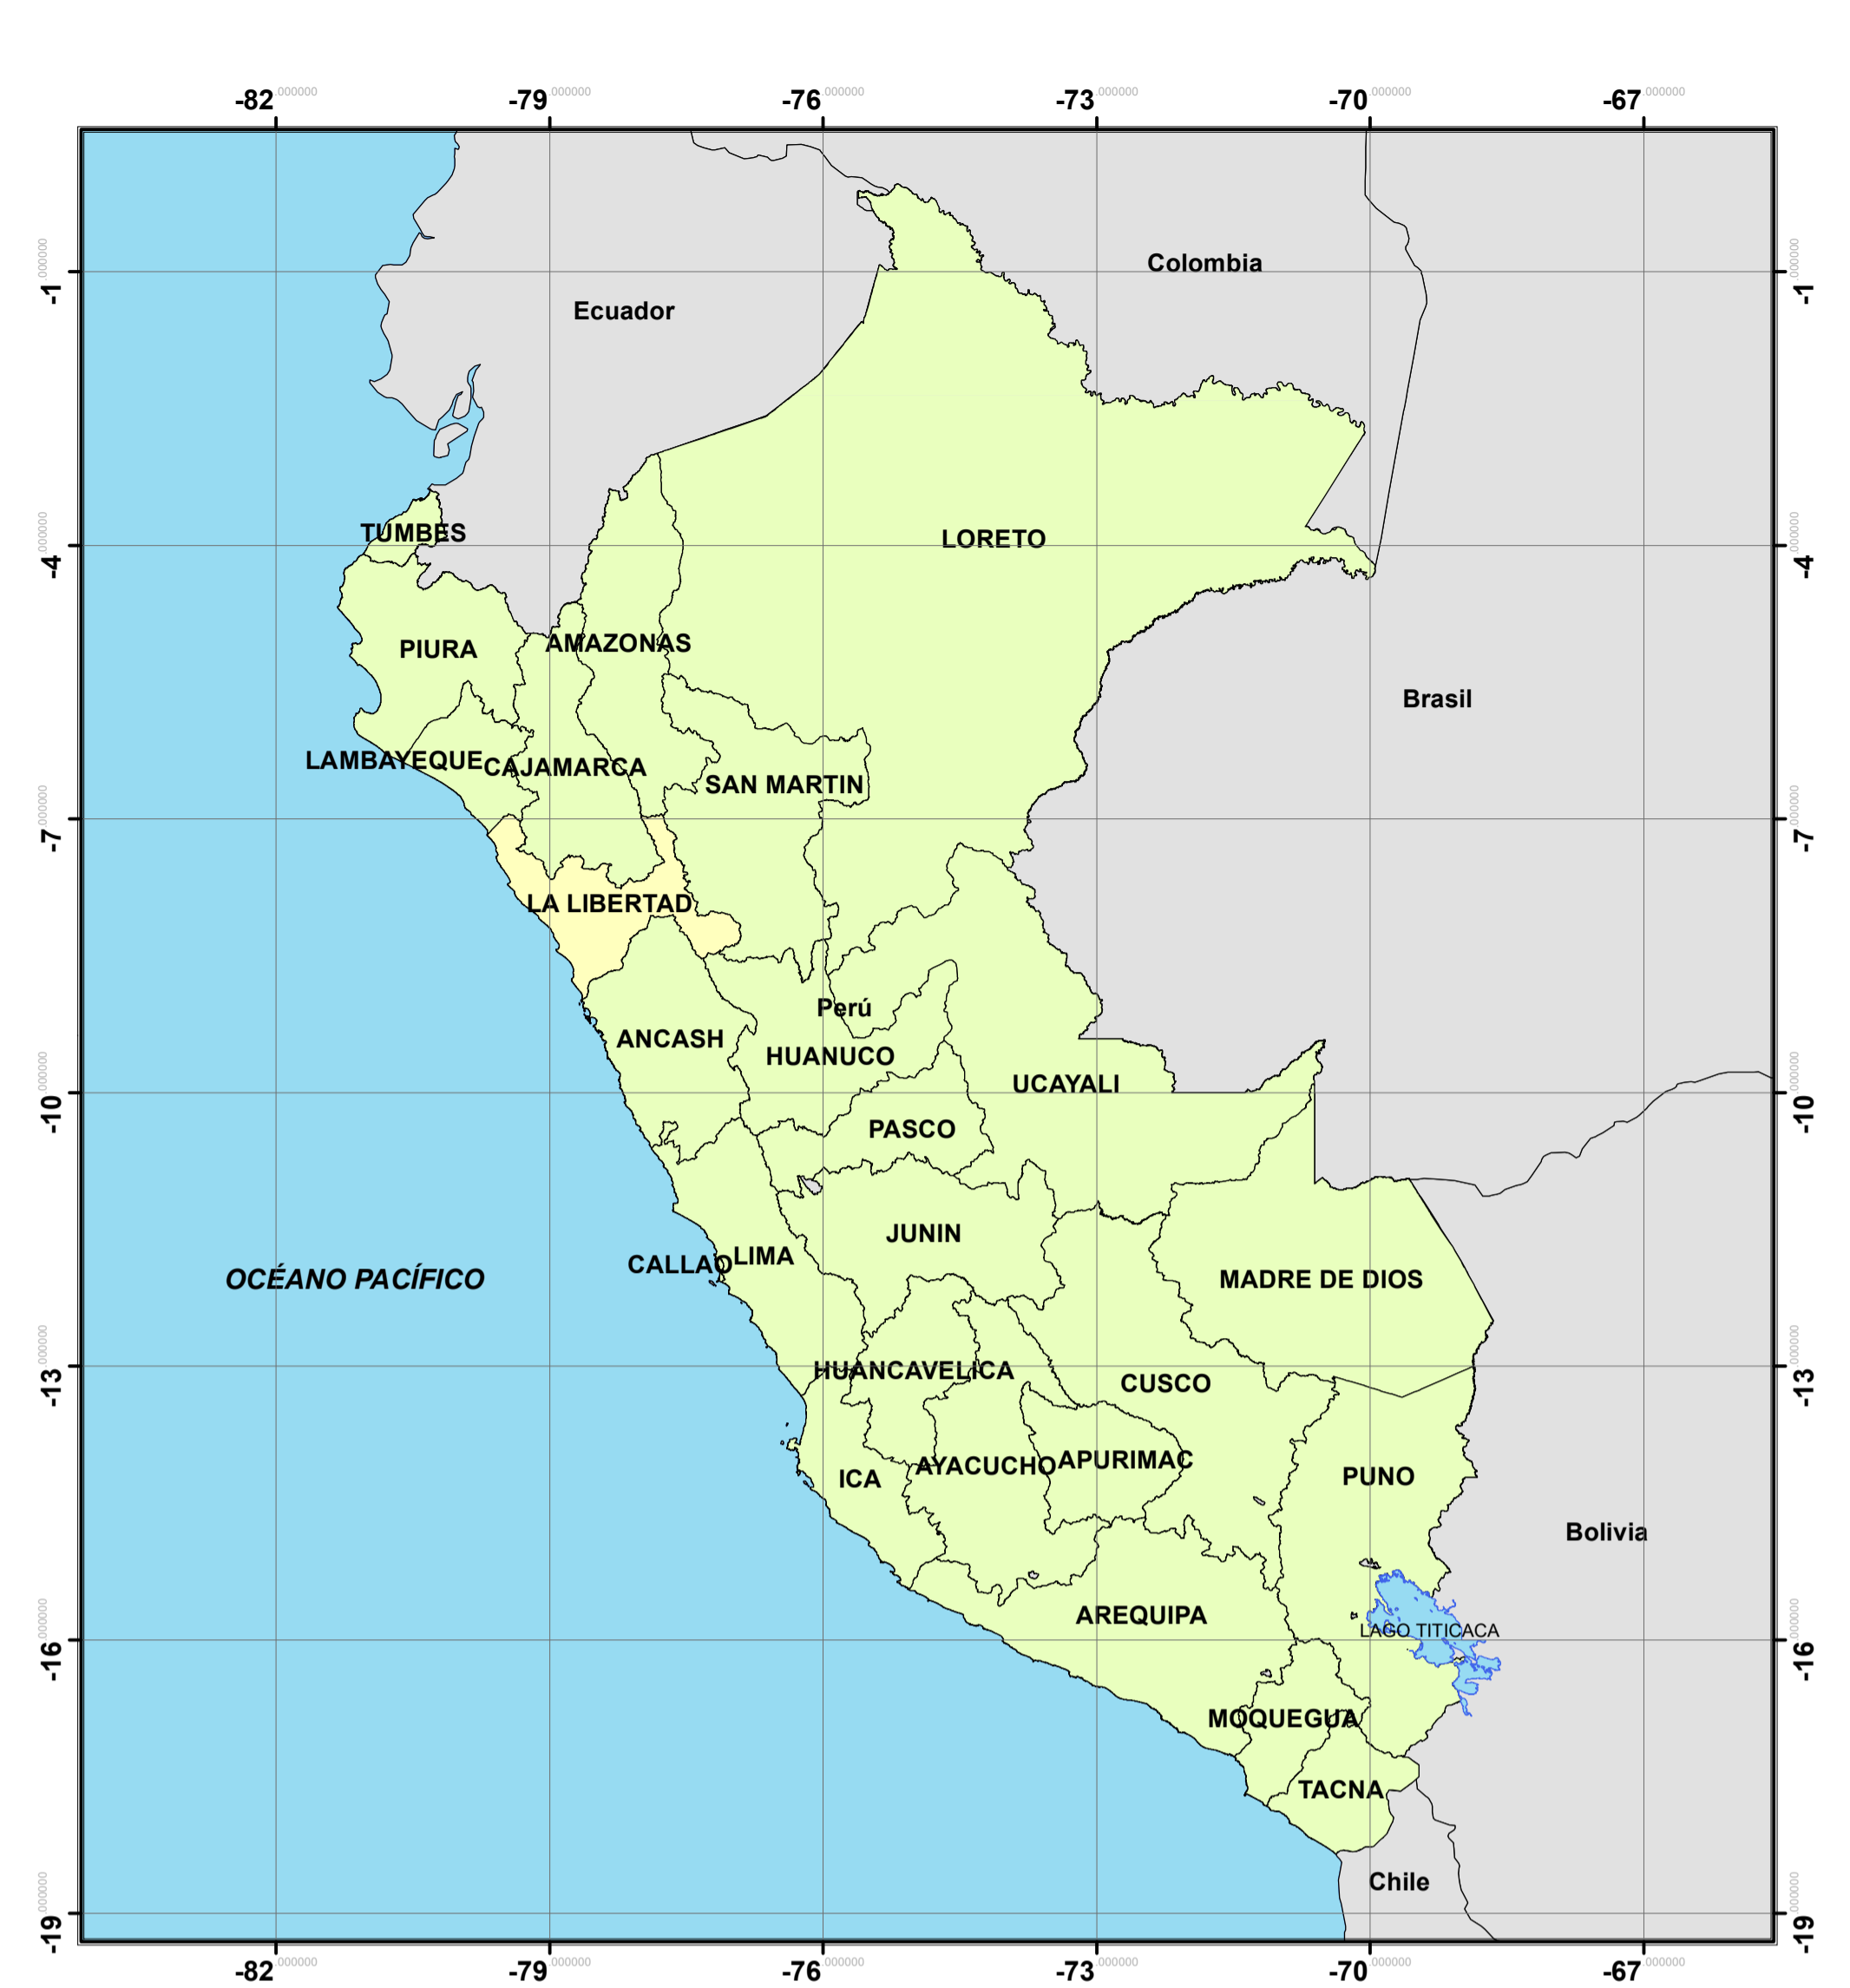 -82.000000 -79.000000 -76.000000 -73.000000 -70.000000 -67.000000
-1.000000
-1.000000
Colombia
Ecuador
TUMBES
LORETO
-4.000000
-4.000000
AMAZONAS
PIURA
Brasil
LAMBAYEQUE
CAJAMARCA
SAN MARTIN
-7.000000
-7.000000
LA LIBERTAD
Perú
ANCASH
HUANUCO
UCAYALI
-10.000000
-10.000000
PASCO
JUNIN
LIMA
CALLAO
OCÉANO PACÍFICO
MADRE DE DIOS
-13.000000
-13.000000
HUANCAVELICA
CUSCO
APURIMAC
AYACUCHO
ICA
PUNO
Bolivia
AREQUIPA
LAGO TITICACA
-16.000000
-16.000000
MOQUEGUA
TACNA
Chile
-19.000000
-19.000000
-82.000000 -79.000000 -76.000000 -73.000000 -70.000000 -67.000000